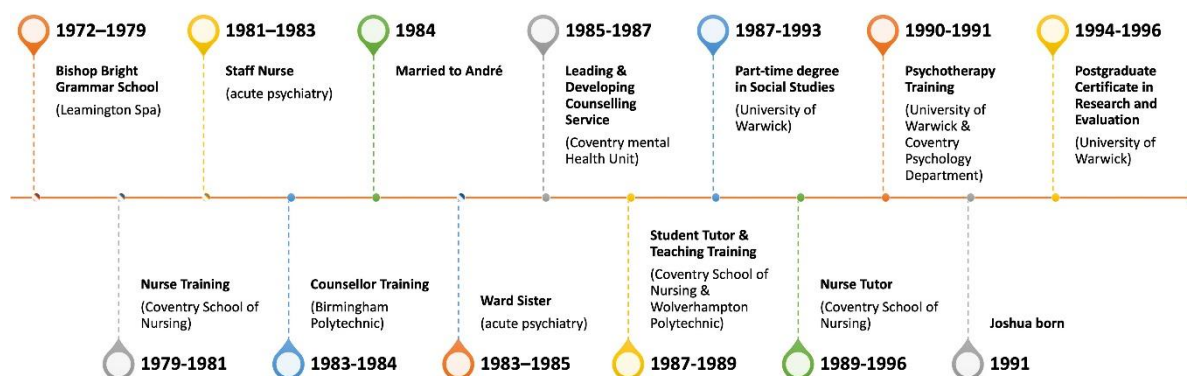 1972–1979
Bishop Bright
Grammar School
(Leamington Spa)
1981–1983
Staff Nurse
(acute psychiatry)
1984
Married to André
1985-1987
Leading &
Developing
Counselling
Service
(Coventry mental
Health Unit)
1987-1993
Part-time degree
in Social Studies
(University of
Warwick)
1990-1991
Psychotherapy
Training
(University of
Warwick &
Coventry
Psychology
Department)
1994-1996
Postgraduate
Certificate in
Research and
Evaluation
(University of
Warwick)
Nurse Training
(Coventry School of
Nursing)
1979-1981
Counsellor Training
(Birmingham
Polytechnic)
1983-1984
Ward Sister
(acute psychiatry)
1983–1985
Student Tutor &
Teaching Training
(Coventry School of
Nursing &
Wolverhampton
Polytechnic)
1987-1989
Nurse Tutor
(Coventry School of
Nursing)
1989-1996
Joshua born
1991